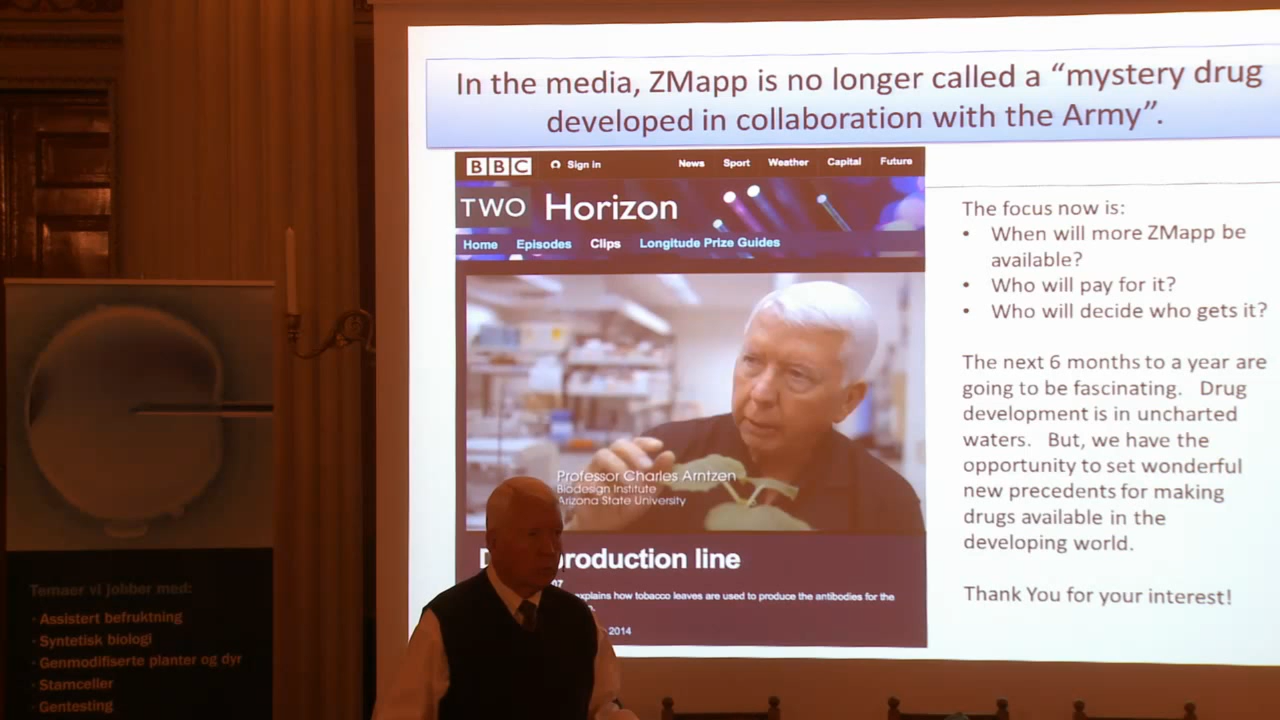 In the media, ZMapp is no longer called a “mystery drug
developed in collaboration with the Army”.
BBC Sign in News Sport Weather Capital Future
TWO Horizon
Home Episodes Clips Longitude Prize Guides
Professor Charles Arntzen
Biodesign Institute
Arizona State University
production line
07
explains how tobacco leaves are used to produce the antibodies for the
2014
The focus now is:
• When will more ZMapp be
available?
• Who will pay for it?
• Who will decide who gets it?
The next 6 months to a year are
going to be fascinating. Drug
development is in uncharted
waters. But, we have the
opportunity to set wonderful
new precedents for making
drugs available in the
developing world.
Thank You for your interest!
Temaer vi jobber med:
· Assistert befruktning
· Syntetisk biologi
· Genmodifiserte planter og dyr
· Stamceller
· Gentesting